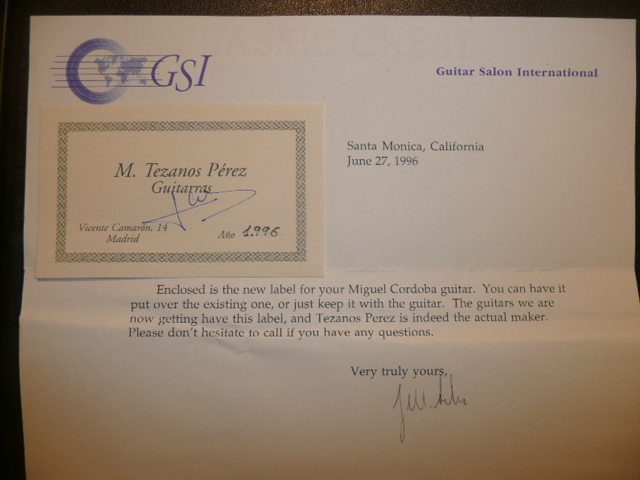 GSI
Guitar Salon International
M. Tezanos Pérez
Guitarras
Vicente Camarón, 14
Madrid
Año 1.996
Santa Monica, California
June 27, 1996
Enclosed is the new label for your Miguel Cordoba guitar. You can have it
put over the existing one, or just keep it with the guitar. The guitars we are
now getting have this label, and Tezanos Perez is indeed the actual maker.
Please don't hesitate to call if you have any questions.
Very truly yours,